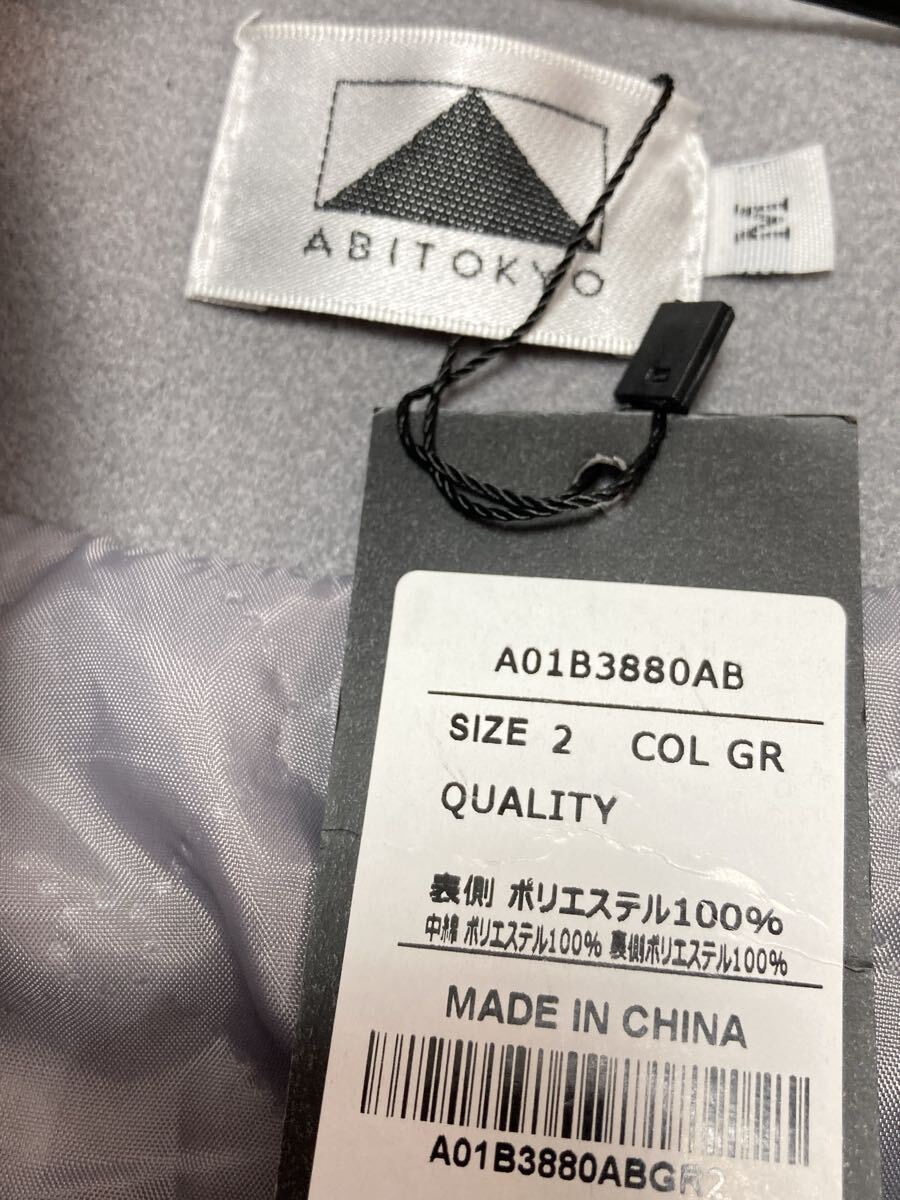 ABITOKYO
M
A01B3880AB
SIZE 2 COL GR
QUALITY
表側 ポリエステル100%
中綿 ポリエステル100% 裏側ポリエステル100%
MADE IN CHINA
A01B3880ABGR2